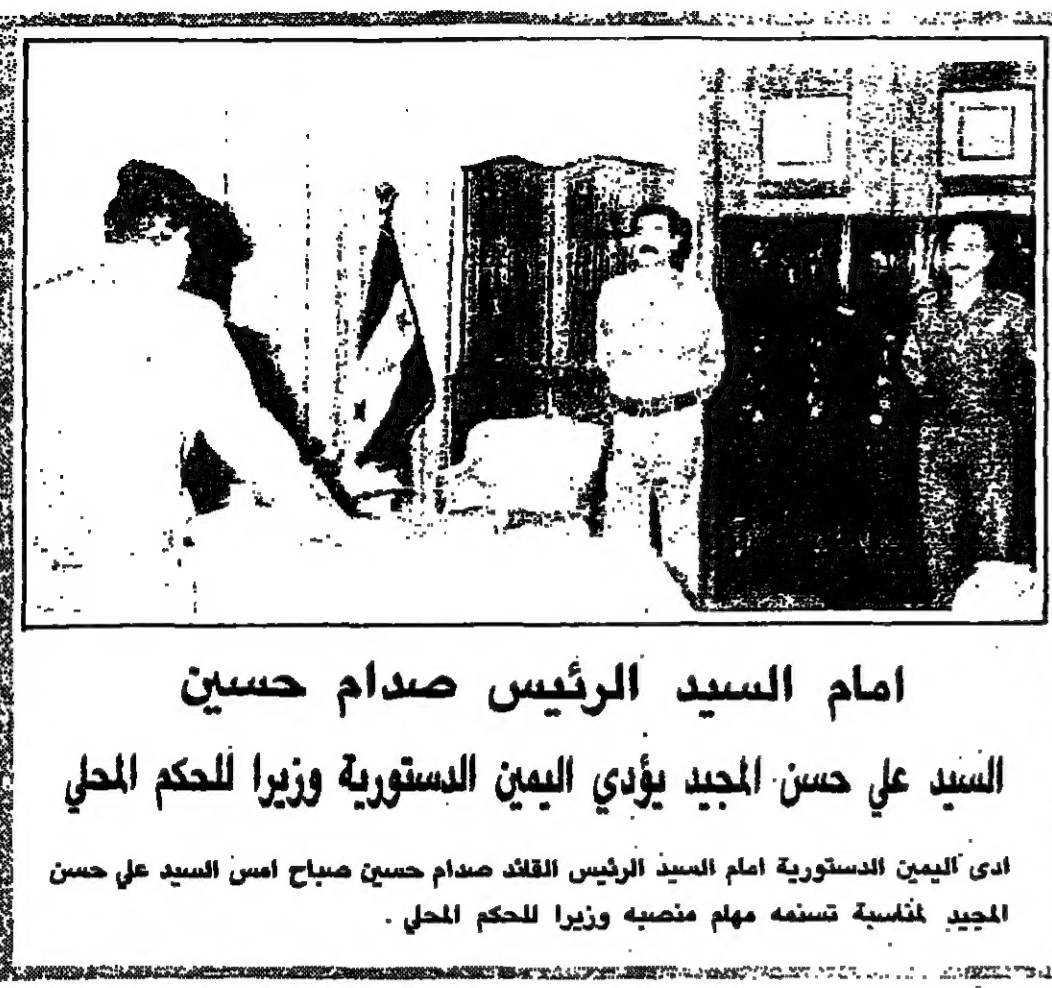 امام السيد الرئيس صدام حسين
السيد علي حسن المجيد يؤدي اليمين الدستورية وزيرا للحكم المحلي
ادى اليمين الدستورية امام السيد الرئيس القائد صدام حسين صباح امس السيد علي حسن
المجيد لمناسبة تسنمه مهام منصبه وزيرا للحكم المحلي .